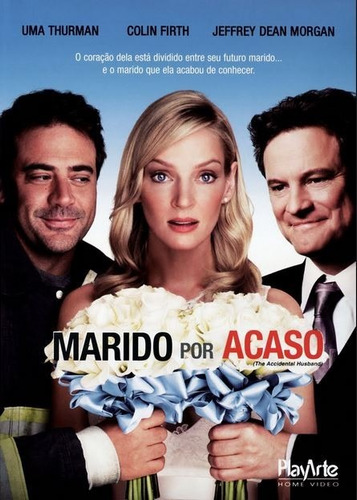 UMA THURMAN COLIN FIRTH JEFFREY DEAN MORGAN
O coração dela está dividido entre seu futuro marido...
e o marido que ela acabou de conhecer.
MARIDO POR ACASO
(The Accidental Husband)
PlayArte
HOME VIDEO